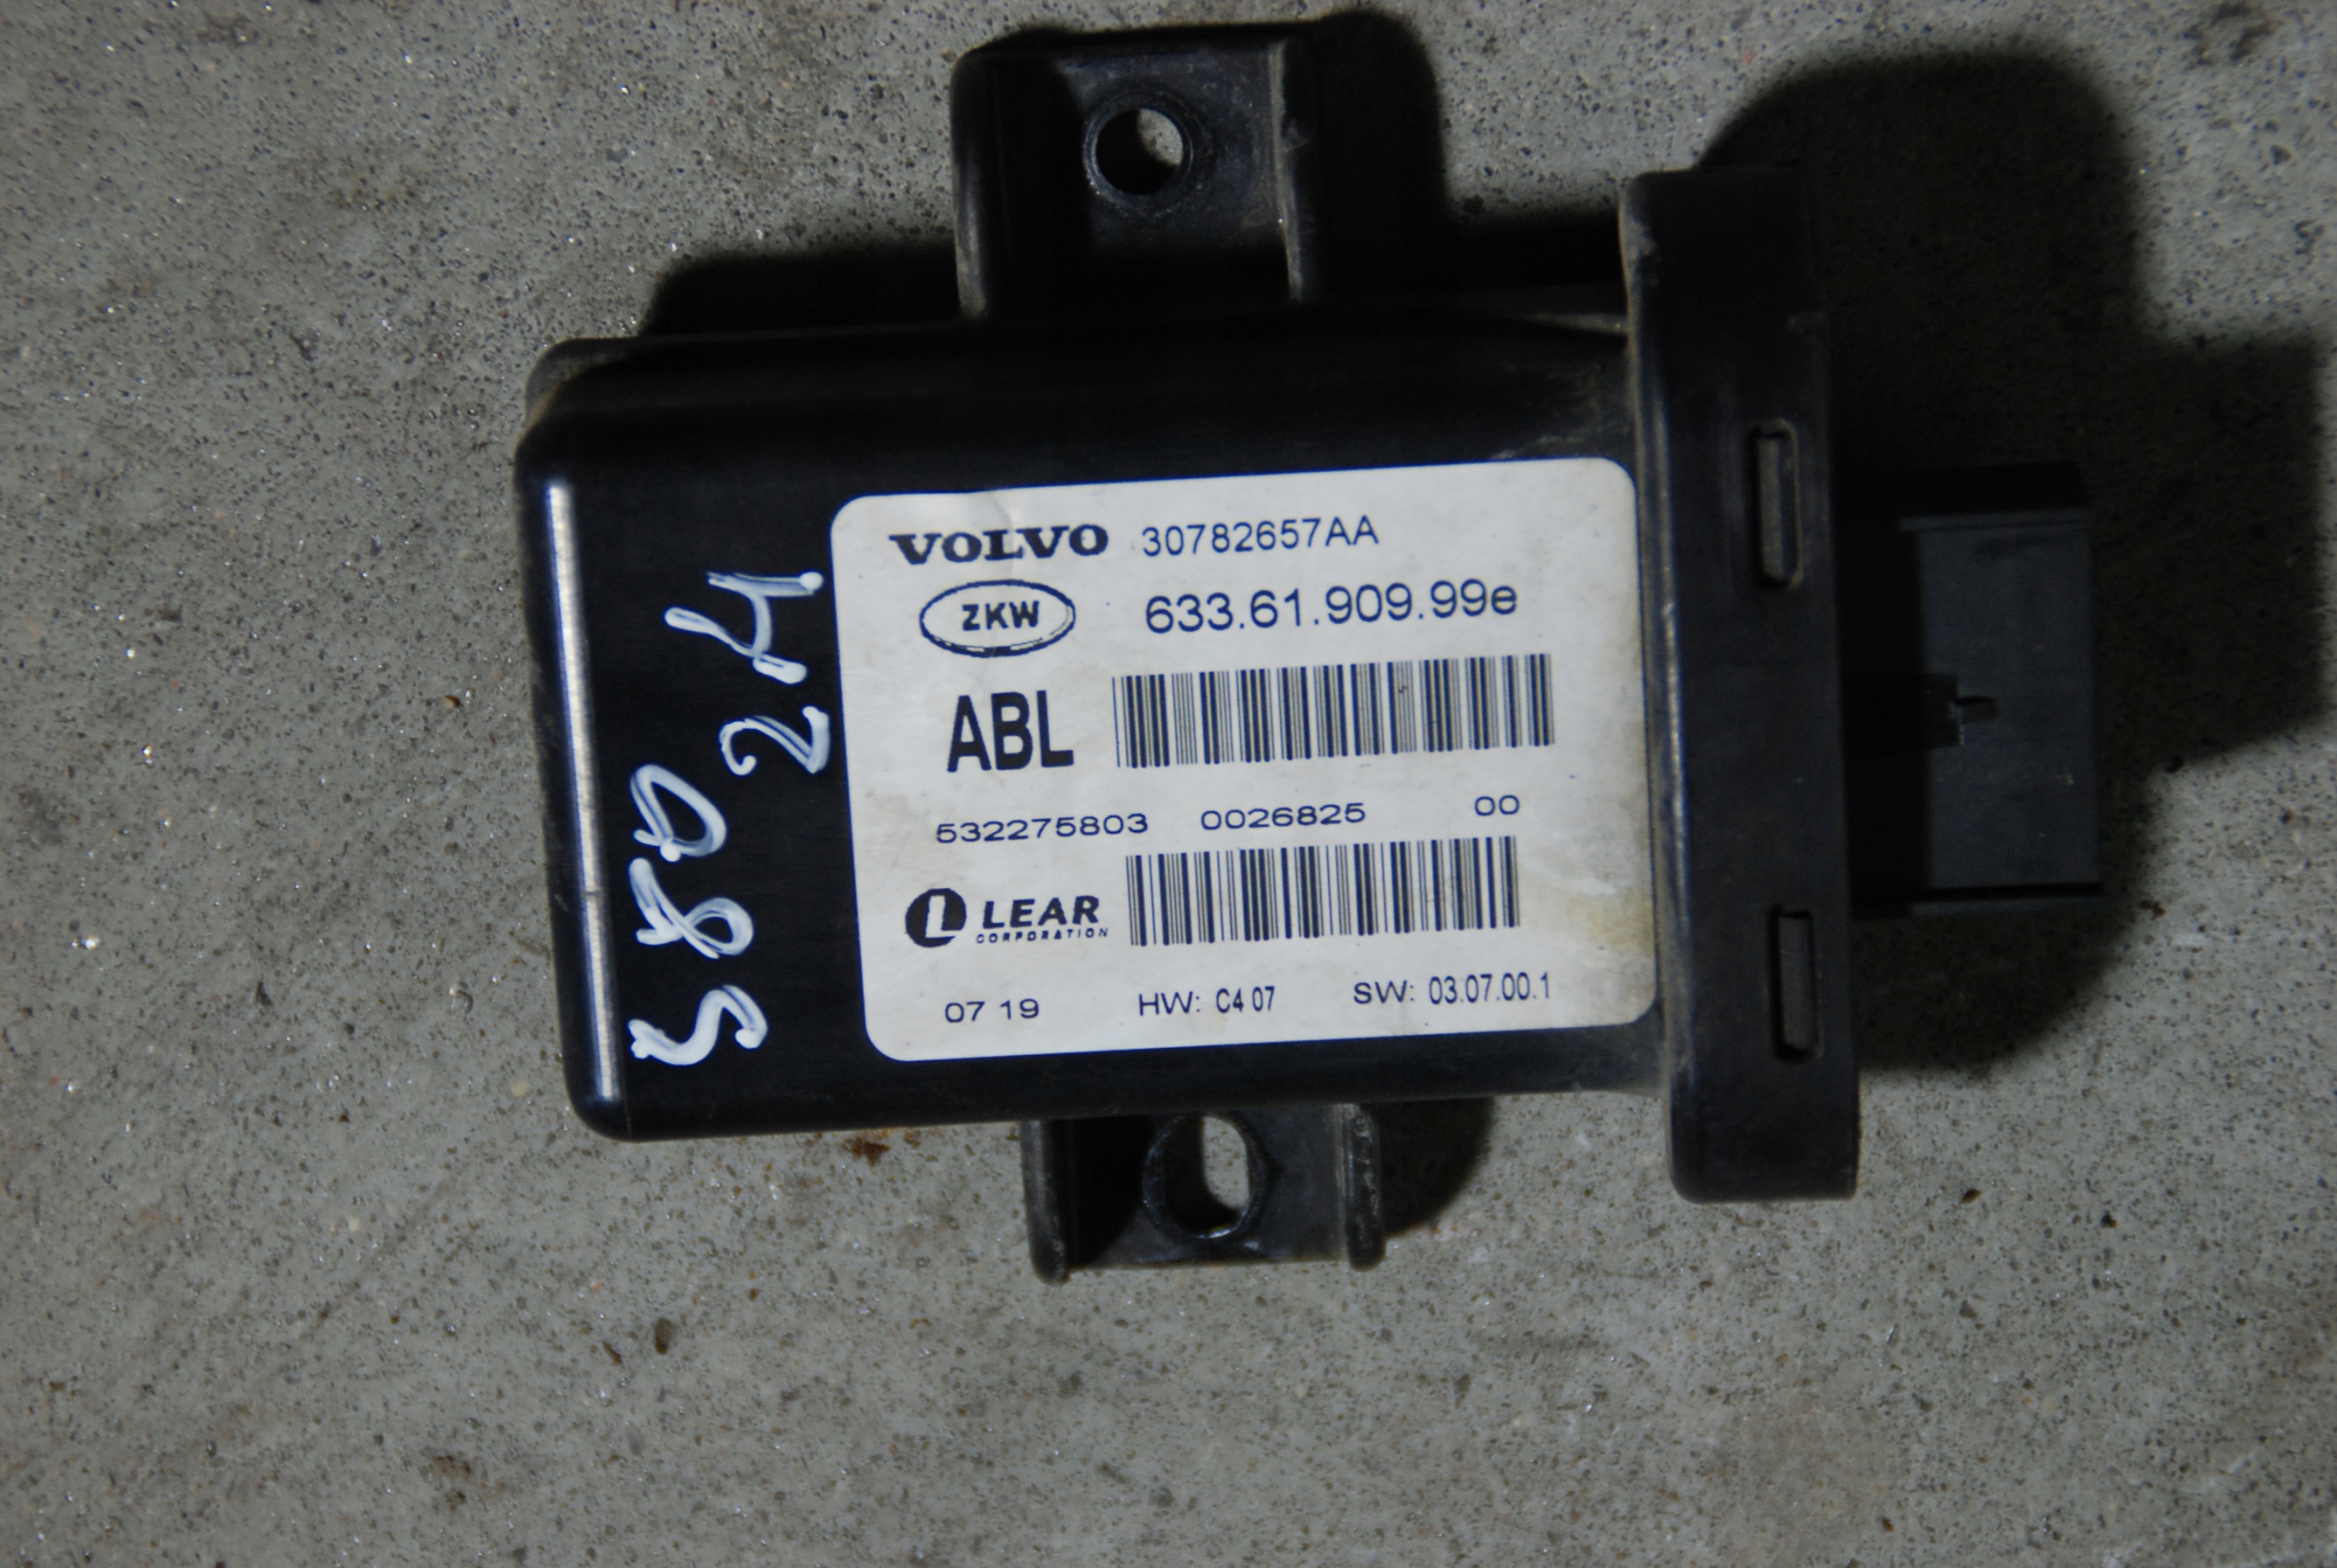 VOLVO 30782657AA
ZKW 633.61.909.99e
ABL
532275803 0026825 00
L LEAR
CORPORATION
07 19 HW: C4 07 SW: 03.07.00.1
S80
24